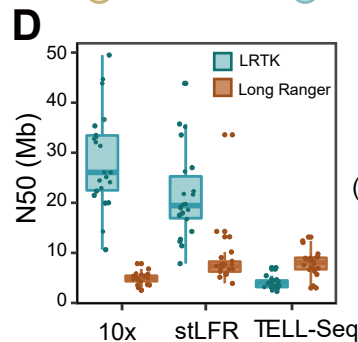 D
50
40
30
20
10
0
N50 (Mb)
LRTK
Long Ranger
(
10x stLFR TELL-Seq